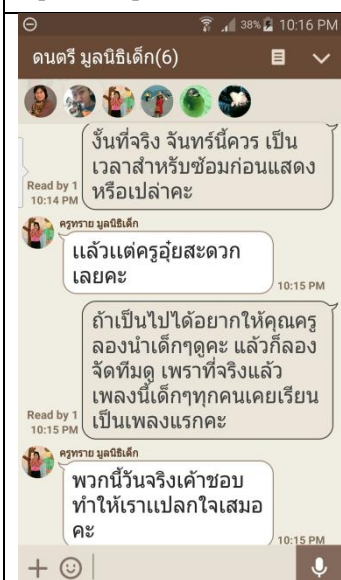 38% 10:16 PM
ดนตรี มูลนิธิเด็ก(6)
งั้นที่จริง จันทร์นี้ควร เป็น
เวลาสำหรับซ้อมก่อนแสดง
หรือเปล่าคะ
Read by 1
10:14 PM
ครูทราย มูลนิธิเด็ก
แล้วแต่ครูอุ๋ยสะดวก
เลยคะ
10:15 PM
ถ้าเป็นไปได้อยากให้คุณครู
ลองนำเด็กๆดูคะ แล้วก็ลอง
จัดทีมดู เพราที่จริงแล้ว
เพลงนี้เด็กๆทุกคนเคยเรียน
เป็นเพลงแรกคะ
Read by 1
10:15 PM
ครูทราย มูลนิธิเด็ก
พวกนี้วันจริงเค้าชอบ
ทำให้เราแปลกใจเสมอ
คะ
10:15 PM